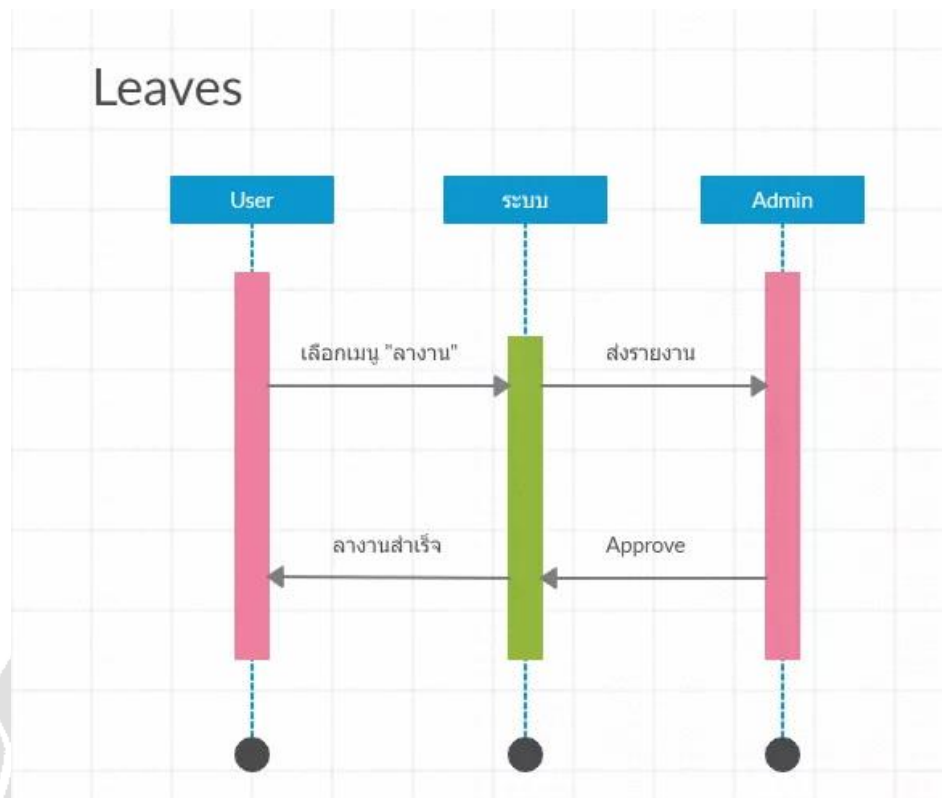 Leaves
User
ระบบ
Admin
เลือกเมนู "ลางาน"
ส่งรายงาน
ลางานสำเร็จ
Approve